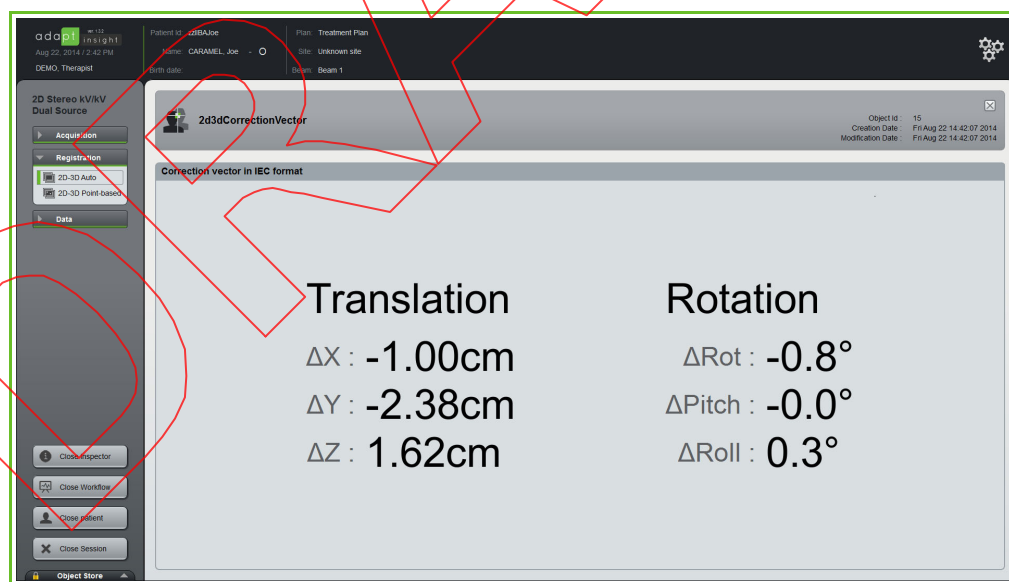 adapt insight
Aug 22, 2014 / 2:42 PM
DEMO, Therapist
Name: CARAMEL, Joe - O
Birth date:
Plan: Treatment Plan
Site: Unknown site
Beam: Beam 1
2D Stereo kV/kV
Dual Source
Acquisition
Registration
2D-3D Auto
2D-3D Point-based
Data
Close Inspector
Close Workflow
Close patient
Close Session
Object Store
2d3dCorrectionVector
Object Id : 15
Creation Date : Fri Aug 22 14:42:07 2014
Modification Date : Fri Aug 22 14:42:07 2014
Correction vector in IEC format
Translation
ΔX : -1.00cm
ΔY : -2.38cm
ΔZ : 1.62cm
Rotation
ΔRot : -0.8°
ΔPitch : -0.0°
ΔRoll : 0.3°